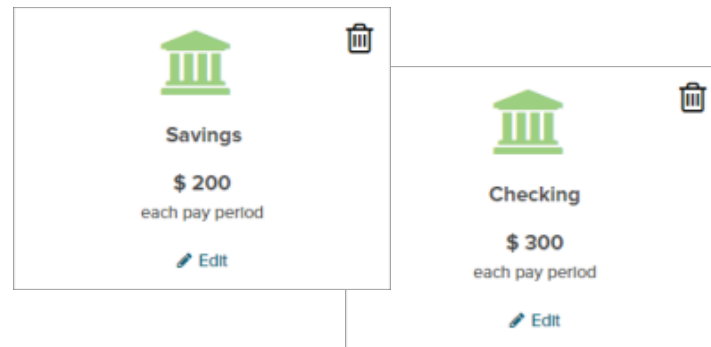 Savings
$ 200
each pay period
Edit
Checking
$ 300
each pay period
Edit